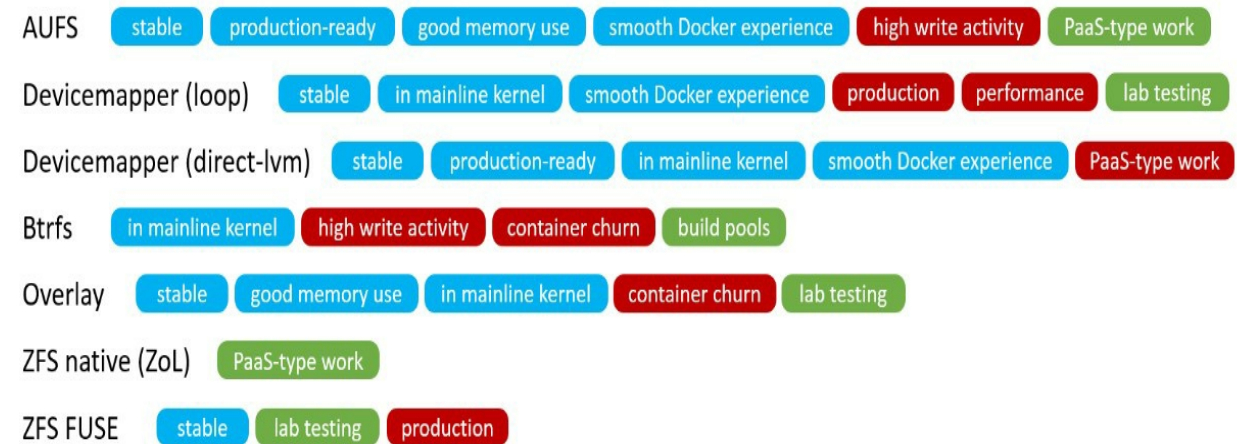 AUFS stable production-ready good memory use smooth Docker experience high write activity PaaS-type work
Devicemapper (loop) stable in mainline kernel smooth Docker experience production performance lab testing
Devicemapper (direct-lvm) stable production-ready in mainline kernel smooth Docker experience PaaS-type work
Btrfs in mainline kernel high write activity container churn build pools
Overlay stable good memory use in mainline kernel container churn lab testing
ZFS native (ZoL) PaaS-type work
ZFS FUSE stable lab testing production